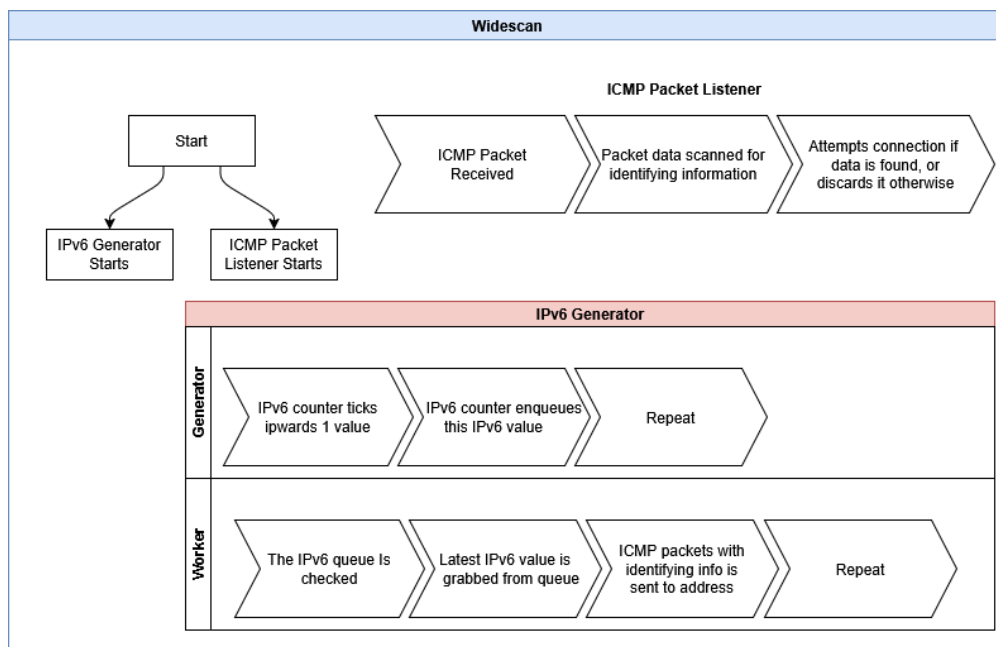 Widescan
ICMP Packet Listener
Start
ICMP Packet
Received
Packet data scanned for
identifying information
Attempts connection if
data is found, or
discards it otherwise
IPv6 Generator
Starts
ICMP Packet
Listener Starts
IPv6 Generator
Generator
IPv6 counter ticks
ipwards 1 value
IPv6 counter enqueues
this IPv6 value
Repeat
Worker
The IPv6 queue Is
checked
Latest IPv6 value is
grabbed from queue
ICMP packets with
identifying info is
sent to address
Repeat